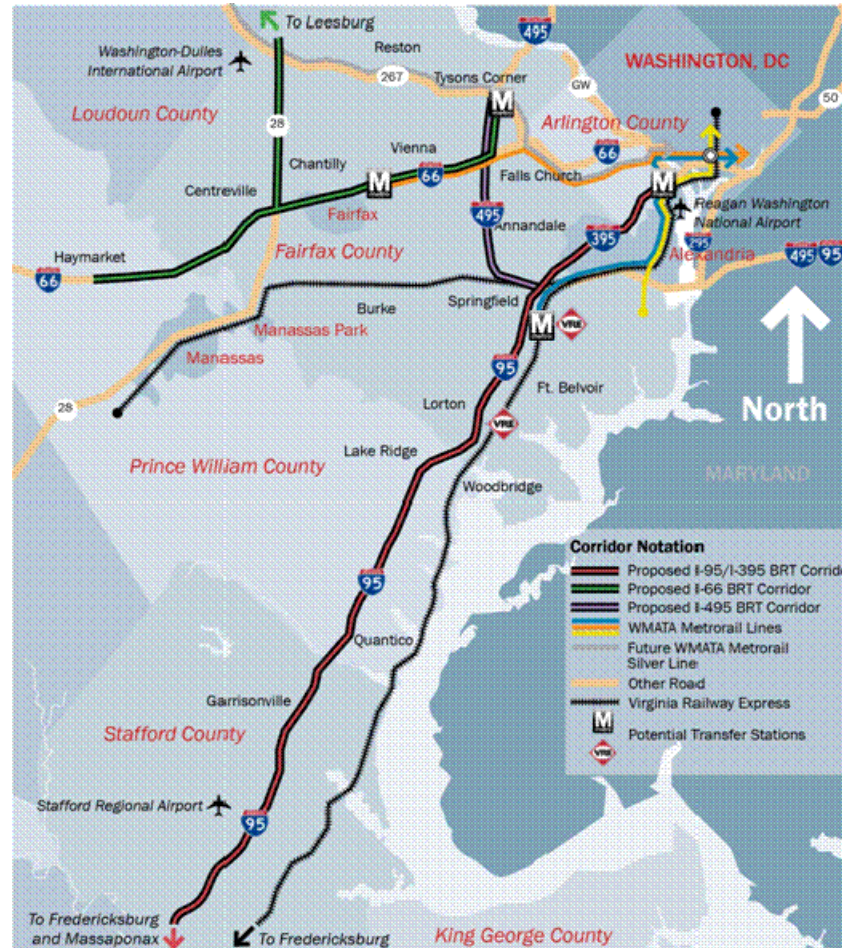 To Leesburg
495
Washington-Dulles
International Airport
Reston
267
Tysons Corner
M
WASHINGTON, DC
GW
50
Loudoun County
28
Arlington County
Vienna
66
Chantilly
M
66
Falls Church
M
Centreville
Reagan Washington
National Airport
Fairfax
495
Annandale
395
295
Alexandria
495
95
Haymarket
Fairfax County
66
Springfield
Burke
M
VRE
Manassas Park
Manassas
95
Ft. Belvoir
28
Lorton
VRE
North
Lake Ridge
Prince William County
MARYLAND
Woodbridge
95
Quantico
Garrisonville
Stafford County
Stafford Regional Airport
95
To Fredericksburg
and Massaponax
To Fredericksburg
King George County
Corridor Notation
Proposed I-95/I-395 BRT Corrido
Proposed I-66 BRT Corridor
Proposed I-495 BRT Corridor
WMATA Metrorail Lines
Future WMATA Metrorail
Silver Line
Other Road
Virginia Railway Express
M
Potential Transfer Stations
VRE